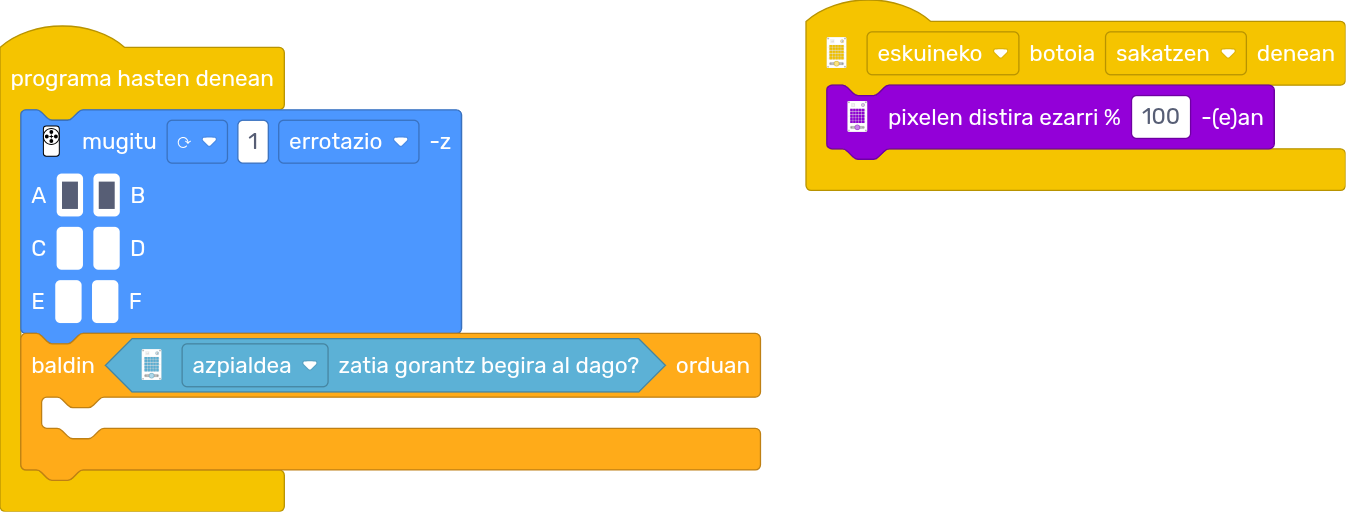 programa hasten denean
mugitu 1 errotazio -z
A B
C D
E F
baldin azpialdea zatia gorantz begira al dago? orduan
eskuineko botoia sakatzen denean
pixelen distira ezarri % 100 -(e)an